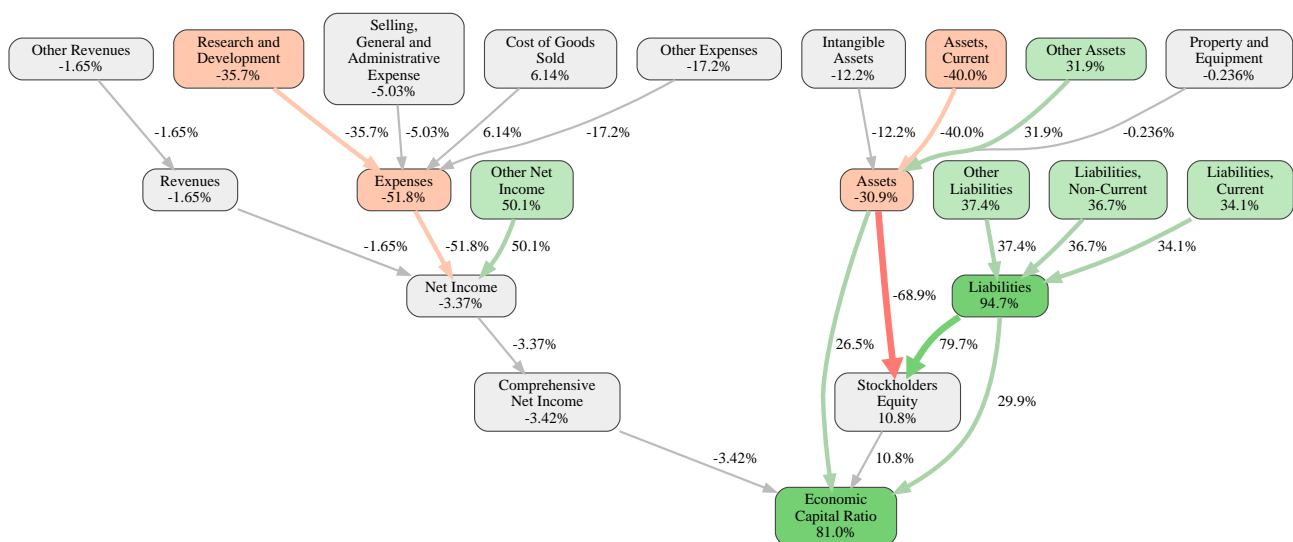 Other Revenues
-1.65%
Research and
Development
-35.7%
Selling,
General and
Administrative
Expense
-5.03%
Cost of Goods
Sold
6.14%
Other Expenses
-17.2%
Intangible
Assets
-12.2%
Assets,
Current
-40.0%
Other Assets
31.9%
Property and
Equipment
-0.236%
-1.65%
-35.7%
-5.03%
6.14%
-17.2%
-12.2%
-40.0%
31.9%
-0.236%
Revenues
-1.65%
Expenses
-51.8%
Other Net
Income
50.1%
Assets
-30.9%
Other
Liabilities
37.4%
Liabilities,
Non-Current
36.7%
Liabilities,
Current
34.1%
-1.65%
-51.8%
50.1%
37.4%
36.7%
34.1%
Net Income
-3.37%
-68.9%
Liabilities
94.7%
-3.37%
26.5%
79.7%
Comprehensive
Net Income
-3.42%
Stockholders
Equity
10.8%
29.9%
-3.42%
10.8%
Economic
Capital Ratio
81.0%